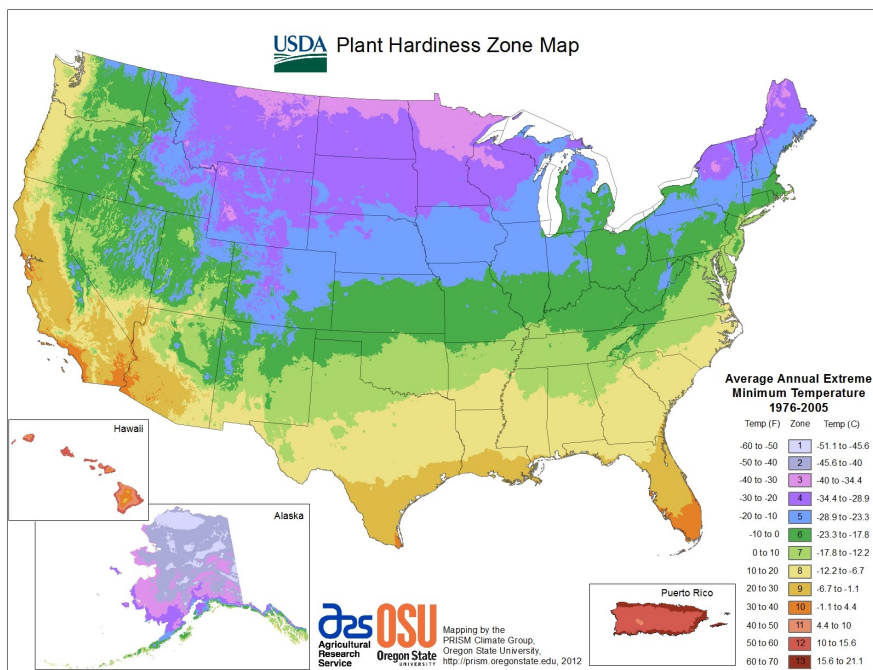 USDA Plant Hardiness Zone Map
Average Annual Extreme
Minimum Temperature
1976-2005
Temp (F) Zone Temp (C)
-60 to -50 1 -51.1 to -45.6
-50 to -40 2 -45.6 to -40
-40 to -30 3 -40 to -34.4
-30 to -20 4 -34.4 to -28.9
-20 to -10 5 -28.9 to -23.3
-10 to 0 6 -23.3 to -17.8
0 to 10 7 -17.8 to -12.2
10 to 20 8 -12.2 to -6.7
20 to 30 9 -6.7 to -1.1
30 to 40 10 -1.1 to 4.4
40 to 50 11 4.4 to 10
50 to 60 12 10 to 15.6
60 to 70 13 15.6 to 21.1
Hawaii
Alaska
Puerto Rico
ars
Agricultural
Research
Service
OSU
Oregon State
UNIVERSITY
Mapping by the
PRISM Climate Group,
Oregon State University,
http://prism.oregonstate.edu, 2012